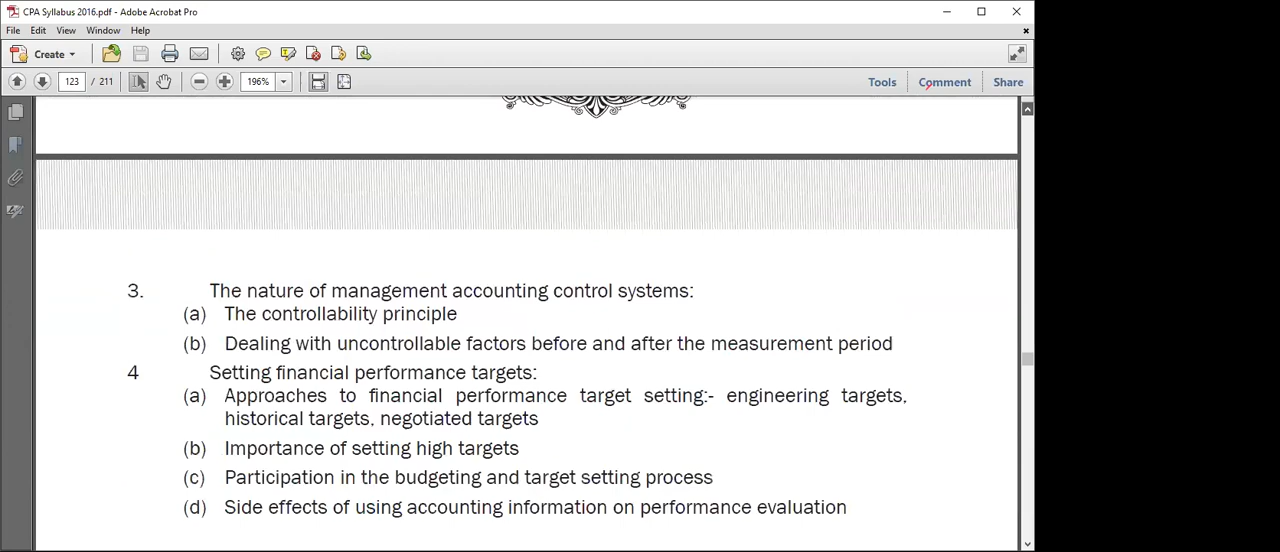 CPA Syllabus 2016.pdf - Adobe Acrobat Pro
File Edit View Window Help
Create
123 / 211 196% Tools Comment Share
3. The nature of management accounting control systems:
(a) The controllability principle
(b) Dealing with uncontrollable factors before and after the measurement period
4 Setting financial performance targets:
(a) Approaches to financial performance target setting:- engineering targets,
historical targets, negotiated targets
(b) Importance of setting high targets
(c) Participation in the budgeting and target setting process
(d) Side effects of using accounting information on performance evaluation